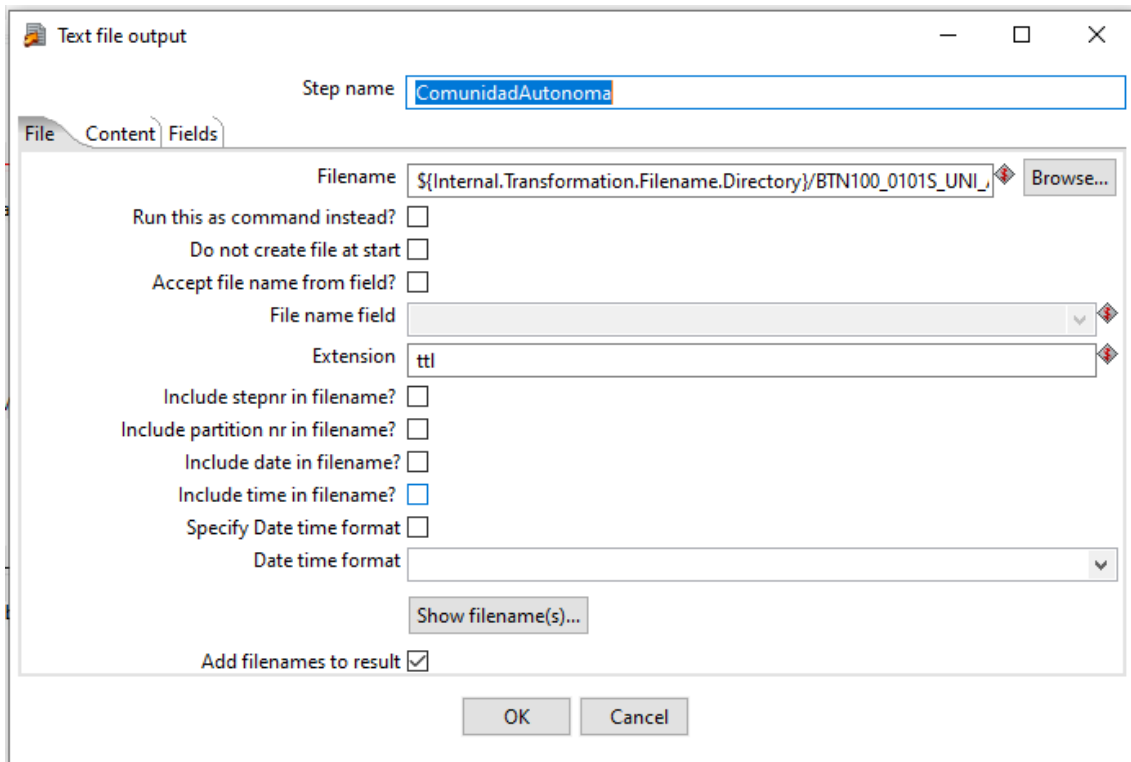 Text file output
Step name ComunidadAutonoma
File Content Fields
Filename ${Internal.Transformation.Filename.Directory}/BTN100_0101S_UNI_ Browse...
Run this as command instead?
Do not create file at start
Accept file name from field?
File name field
Extension ttl
Include stepnr in filename?
Include partition nr in filename?
Include date in filename?
Include time in filename?
Specify Date time format
Date time format
Show filename(s)...
Add filenames to result
OK Cancel